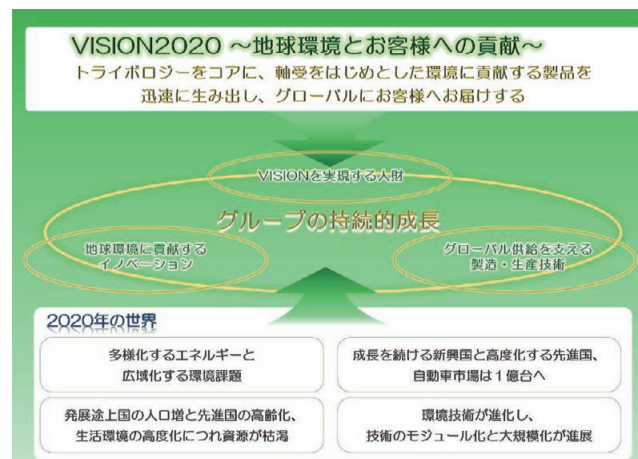 VISION2020 ～地球環境とお客様への貢献～
トライボロジーをコアに、軸受をはじめとした環境に貢献する製品を
迅速に生み出し、グローバルにお客様へお届けする
VISIONを実現する人財
グループの持続的成長
地球環境に貢献する
イノベーション
グローバル供給を支える
製造・生産技術
2020年の世界
多様化するエネルギーと
広域化する環境課題
成長を続ける新興国と高度化する先進国、
自動車市場は1億台へ
発展途上国の人口増と先進国の高齢化、
生活環境の高度化につれ資源が枯渇
環境技術が進化し、
技術のモジュール化と大規模化が進展